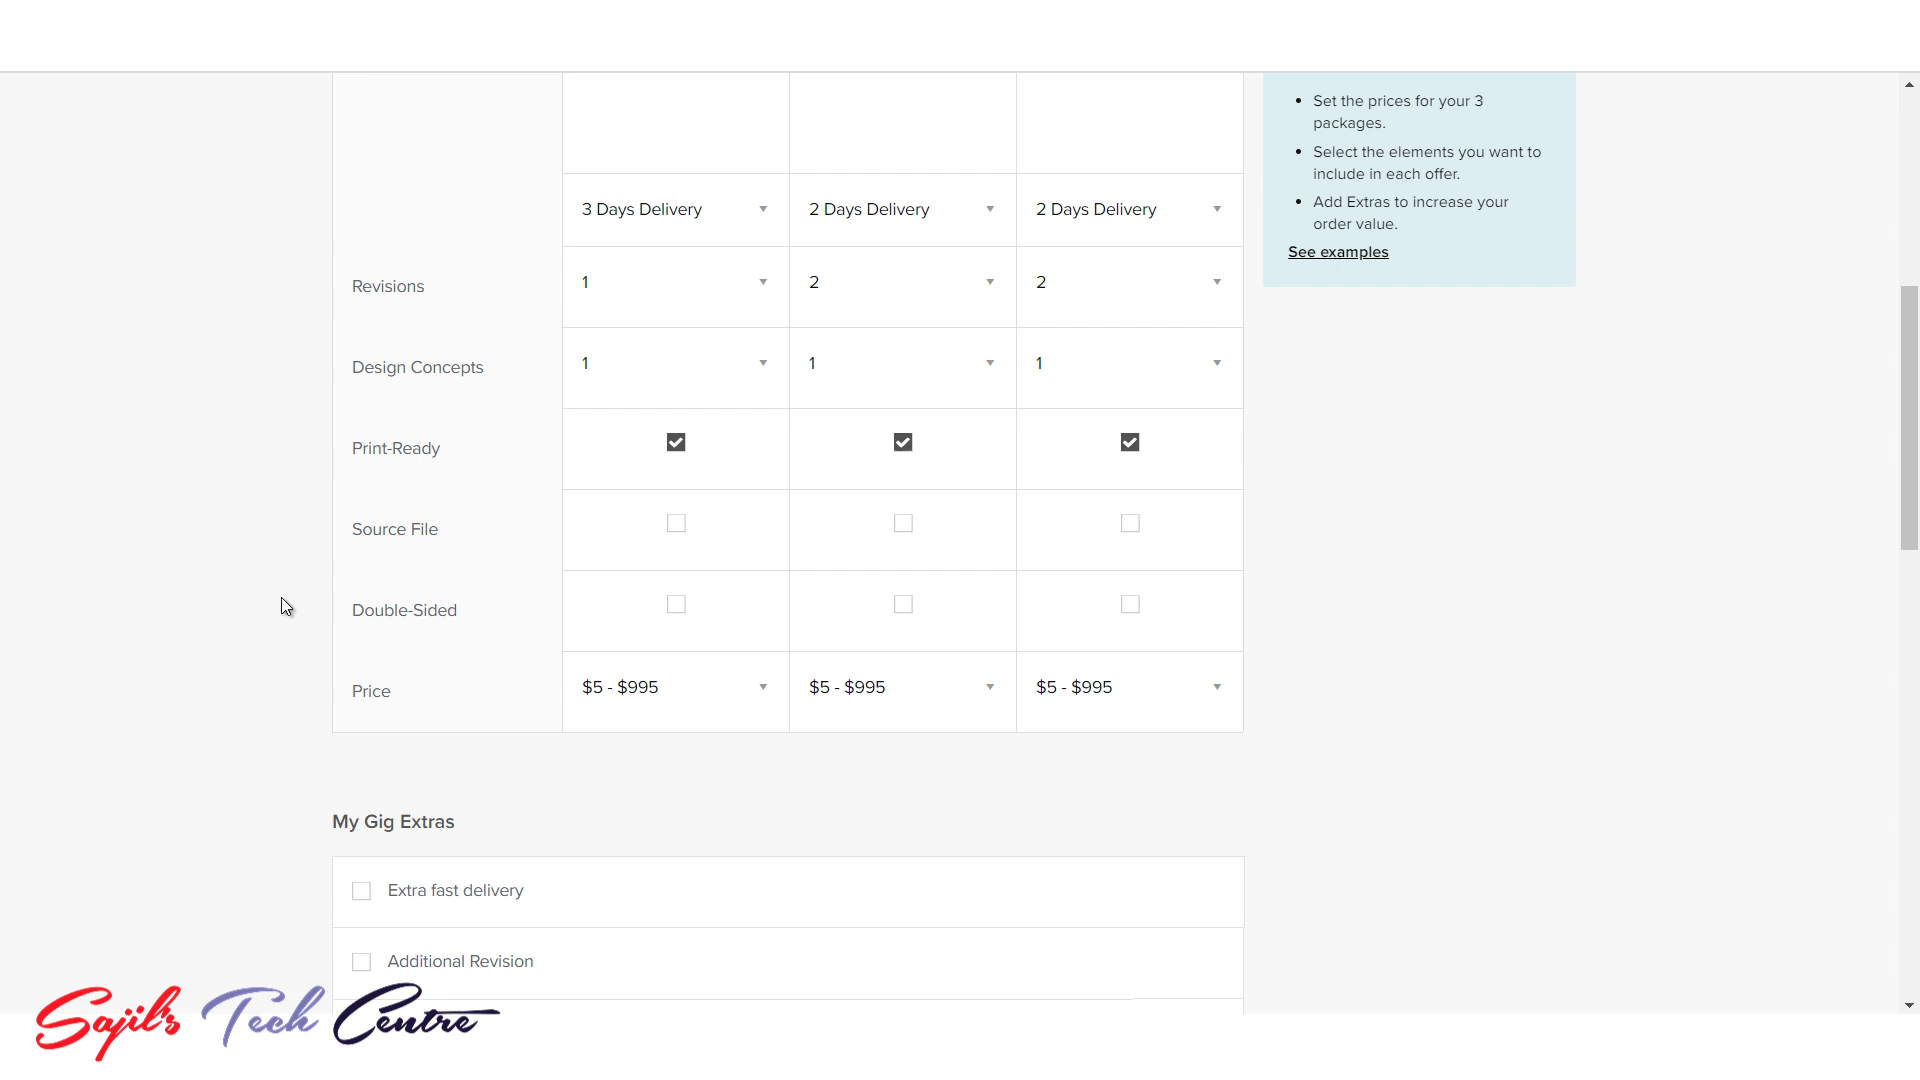 Set the prices for your 3
packages.
Select the elements you want to
include in each offer.
Add Extras to increase your
order value.
See examples
3 Days Delivery 2 Days Delivery 2 Days Delivery
Revisions 1 2 2
Design Concepts 1 1 1
Print-Ready
Source File
Double-Sided
Price $5 - $995 $5 - $995 $5 - $995
My Gig Extras
Extra fast delivery
Additional Revision
Sajil's Tech Centre